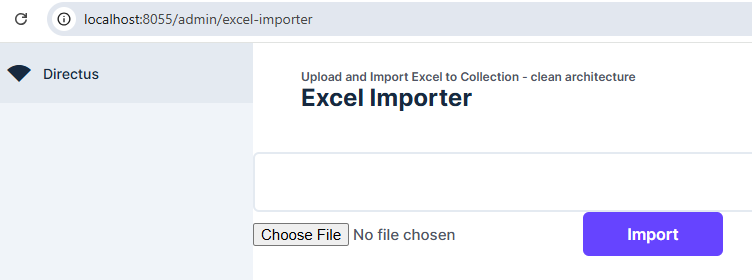 localhost:8055/admin/excel-importer
Directus
Upload and Import Excel to Collection - clean architecture
Excel Importer
Choose File No file chosen
Import